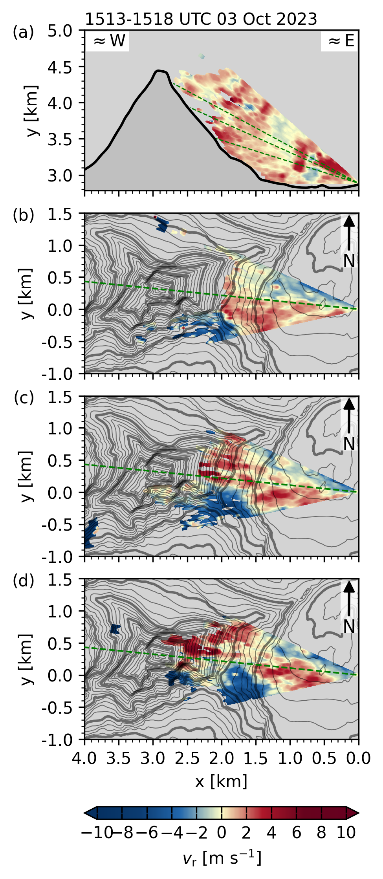 1513-1518 UTC 03 Oct 2023
(a)
≈ W
≈ E
5.0
4.5
4.0
3.5
3.0
y [km]
(b)
1.5
1.0
0.5
0.0
-0.5
-1.0
y [km]
N
(c)
1.5
1.0
0.5
0.0
-0.5
-1.0
y [km]
N
(d)
1.5
1.0
0.5
0.0
-0.5
-1.0
y [km]
N
4.0 3.5 3.0 2.5 2.0 1.5 1.0 0.5 0.0
x [km]
−10 −8 −6 −4 −2 0 2 4 6 8 10
vr [m s−1]